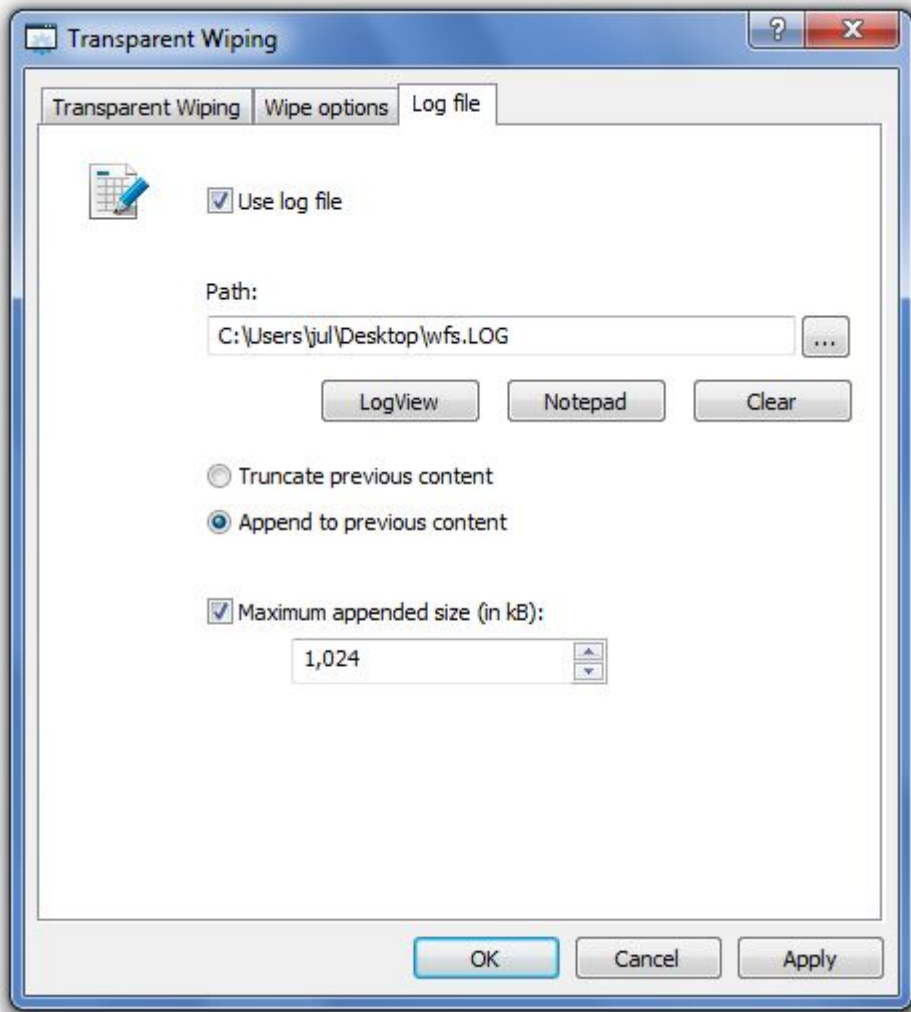 Transparent Wiping
Transparent Wiping Wipe options Log file
Use log file
Path:
C:\Users\jul\Desktop\wfs.LOG ...
LogView Notepad Clear
Truncate previous content
Append to previous content
Maximum appended size (in kB):
1,024
OK Cancel Apply